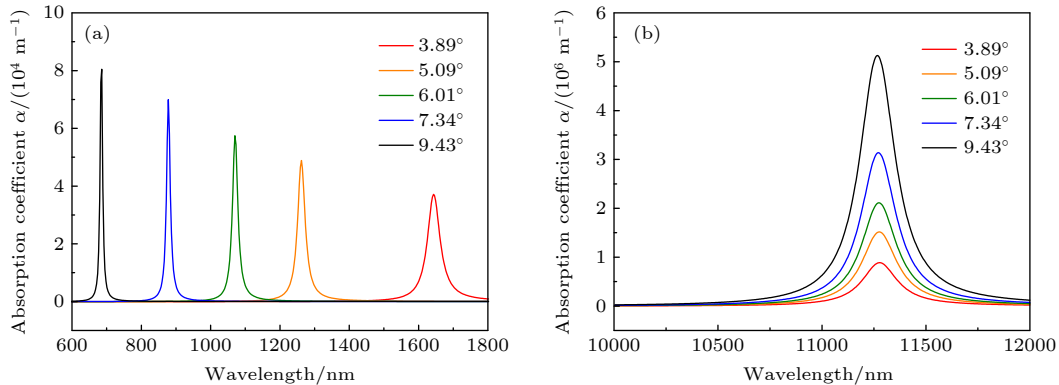 (a)
Absorption coefficient α/(10⁴ m⁻¹)
10
8
6
4
2
0
3.89°
5.09°
6.01°
7.34°
9.43°
600 800 1000 1200 1400 1600 1800
Wavelength/nm
(b)
Absorption coefficient α/(10⁶ m⁻¹)
6
5
4
3
2
1
0
3.89°
5.09°
6.01°
7.34°
9.43°
10000 10500 11000 11500 12000
Wavelength/nm